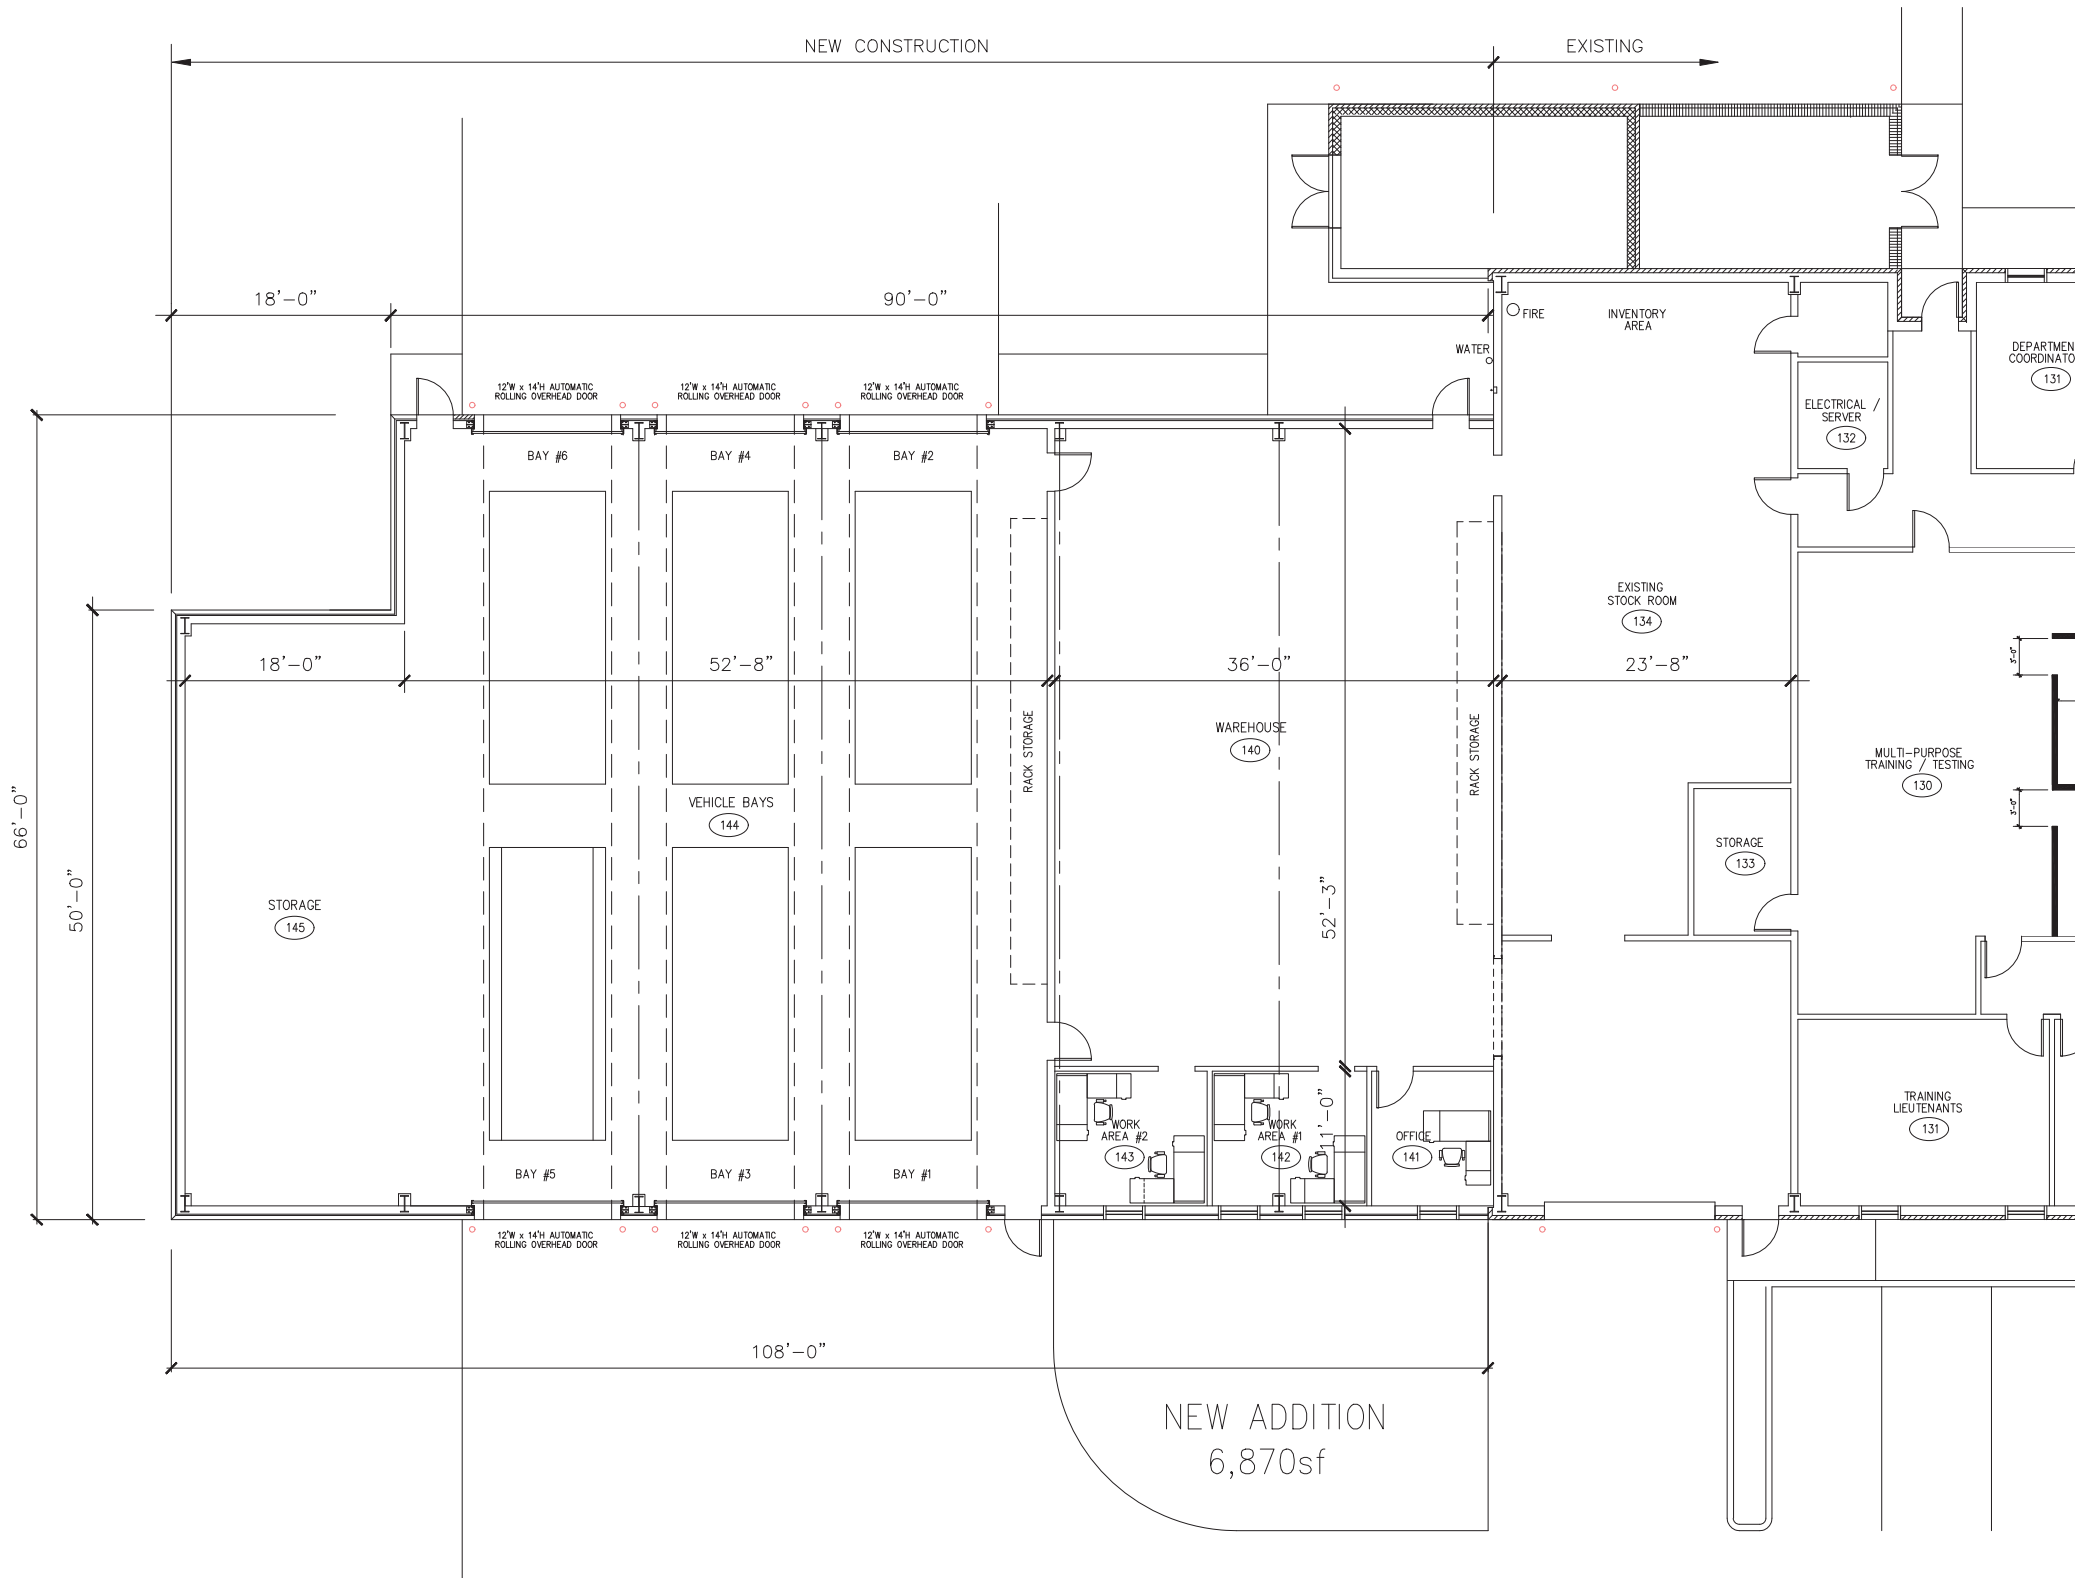 NEW CONSTRUCTION
EXISTING
18'-0"
90'-0"
FIRE
INVENTORY
AREA
WATER
DEPARTMEN
COORDINATO
131
12'W x 14'H AUTOMATIC
ROLLING OVERHEAD DOOR
12'W x 14'H AUTOMATIC
ROLLING OVERHEAD DOOR
12'W x 14'H AUTOMATIC
ROLLING OVERHEAD DOOR
ELECTRICAL /
SERVER
132
BAY #6
BAY #4
BAY #2
EXISTING
STOCK ROOM
134
18'-0"
52'-8"
36'-0"
23'-8"
3'-0"
RACK STORAGE
WAREHOUSE
140
RACK STORAGE
MULTI-PURPOSE
TRAINING / TESTING
130
3'-0"
66'-0"
VEHICLE BAYS
144
STORAGE
133
50'-0"
STORAGE
145
52'-3"
11'-0"
WORK
AREA #2
143
WORK
AREA #1
142
OFFICE
141
TRAINING
LIEUTENANTS
131
BAY #5
BAY #3
BAY #1
12'W x 14'H AUTOMATIC
ROLLING OVERHEAD DOOR
12'W x 14'H AUTOMATIC
ROLLING OVERHEAD DOOR
12'W x 14'H AUTOMATIC
ROLLING OVERHEAD DOOR
108'-0"
NEW ADDITION
6,870sf